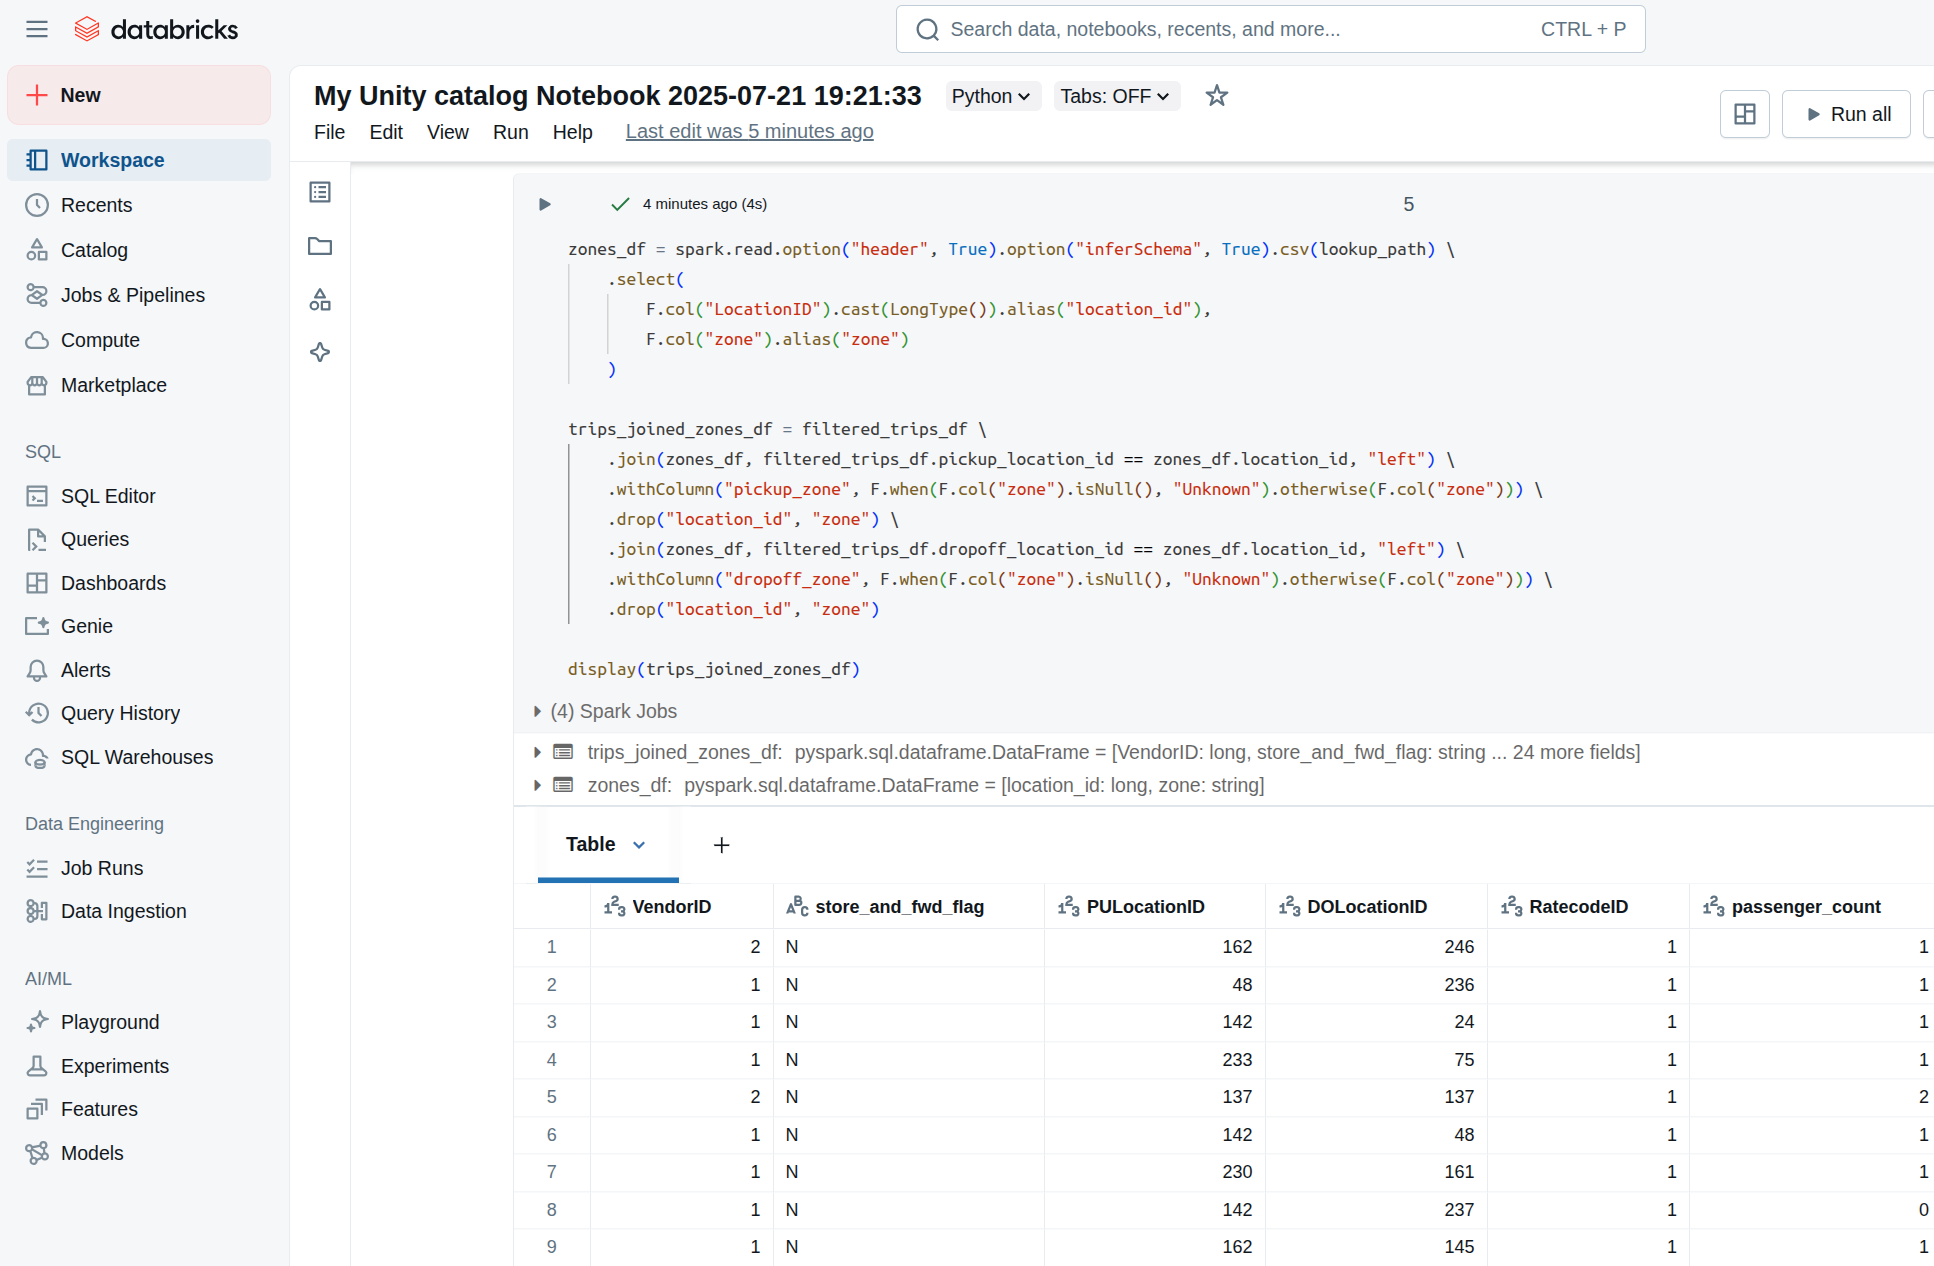 databricks
Search data, notebooks, recents, and more...
CTRL + P
New
Workspace
Recents
Catalog
Jobs & Pipelines
Compute
Marketplace
SQL
SQL Editor
Queries
Dashboards
Genie
Alerts
Query History
SQL Warehouses
Data Engineering
Job Runs
Data Ingestion
AI/ML
Playground
Experiments
Features
Models
My Unity catalog Notebook 2025-07-21 19:21:33
Python
Tabs: OFF
File Edit View Run Help Last edit was 5 minutes ago
Run all
4 minutes ago (4s)
5
zones_df = spark.read.option("header", True).option("inferSchema", True).csv(lookup_path) \
    .select(
        F.col("LocationID").cast(LongType()).alias("location_id"),
        F.col("zone").alias("zone")
    )
trips_joined_zones_df = filtered_trips_df \
    .join(zones_df, filtered_trips_df.pickup_location_id == zones_df.location_id, "left") \
    .withColumn("pickup_zone", F.when(F.col("zone").isNull(), "Unknown").otherwise(F.col("zone"))) \
    .drop("location_id", "zone") \
    .join(zones_df, filtered_trips_df.dropoff_location_id == zones_df.location_id, "left") \
    .withColumn("dropoff_zone", F.when(F.col("zone").isNull(), "Unknown").otherwise(F.col("zone"))) \
    .drop("location_id", "zone")
display(trips_joined_zones_df)
(4) Spark Jobs
trips_joined_zones_df: pyspark.sql.dataframe.DataFrame = [VendorID: long, store_and_fwd_flag: string ... 24 more fields]
zones_df: pyspark.sql.dataframe.DataFrame = [location_id: long, zone: string]
Table +
VendorID store_and_fwd_flag PULocationID DOLocationID RatecodeID passenger_count
1 2 N 162 246 1 1
2 1 N 48 236 1 1
3 1 N 142 24 1 1
4 1 N 233 75 1 1
5 2 N 137 137 1 2
6 1 N 142 48 1 1
7 1 N 230 161 1 1
8 1 N 142 237 1 0
9 1 N 162 145 1 1